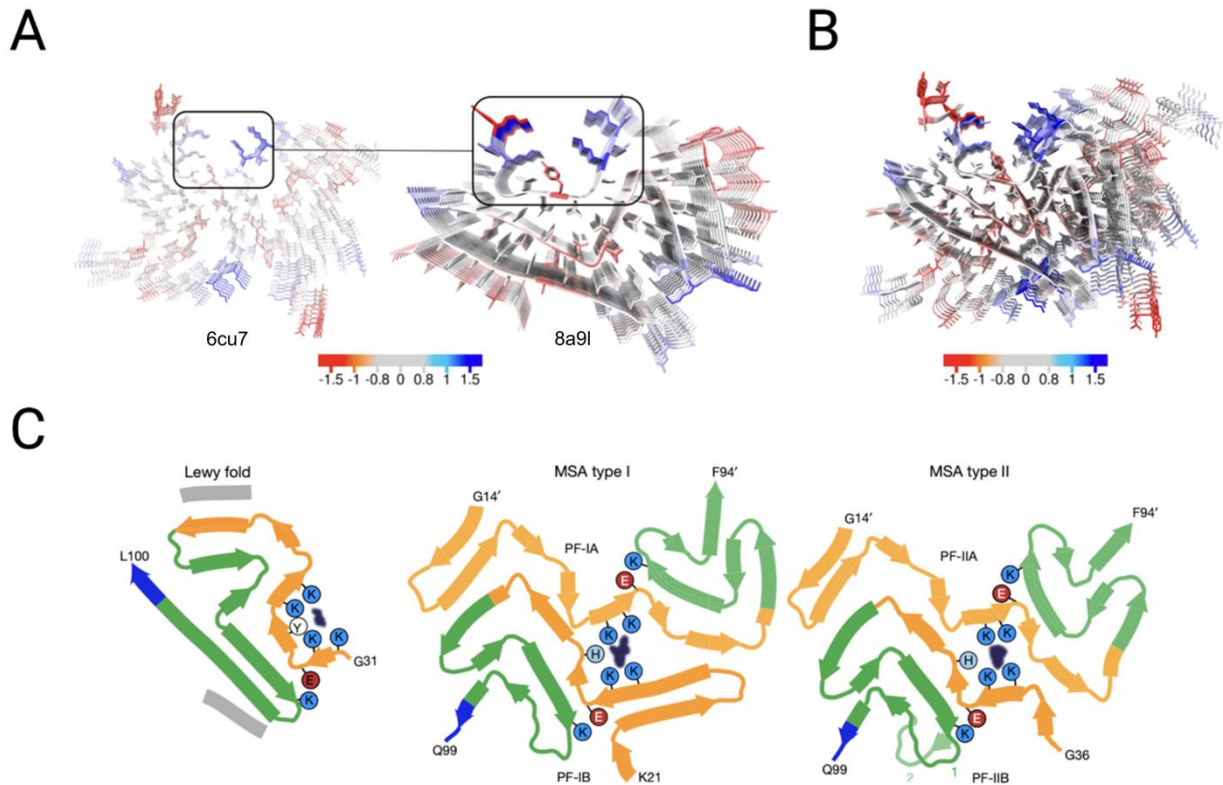 A
B
6cu7
8a9l
-1.5 -1 -0.8 0 0.8 1 1.5
-1.5 -1 -0.8 0 0.8 1 1.5
C
Lewy fold
MSA type I
MSA type II
L100
K
K
Y
K
K
G31
E
K
G14′
F94′
PF-IA
K
E
K
K
H
K
K
E
K
Q99
PF-IB
K21
G14′
F94′
PF-IIA
K
E
K
K
H
K
K
E
K
Q99
2
1
PF-IIB
G36